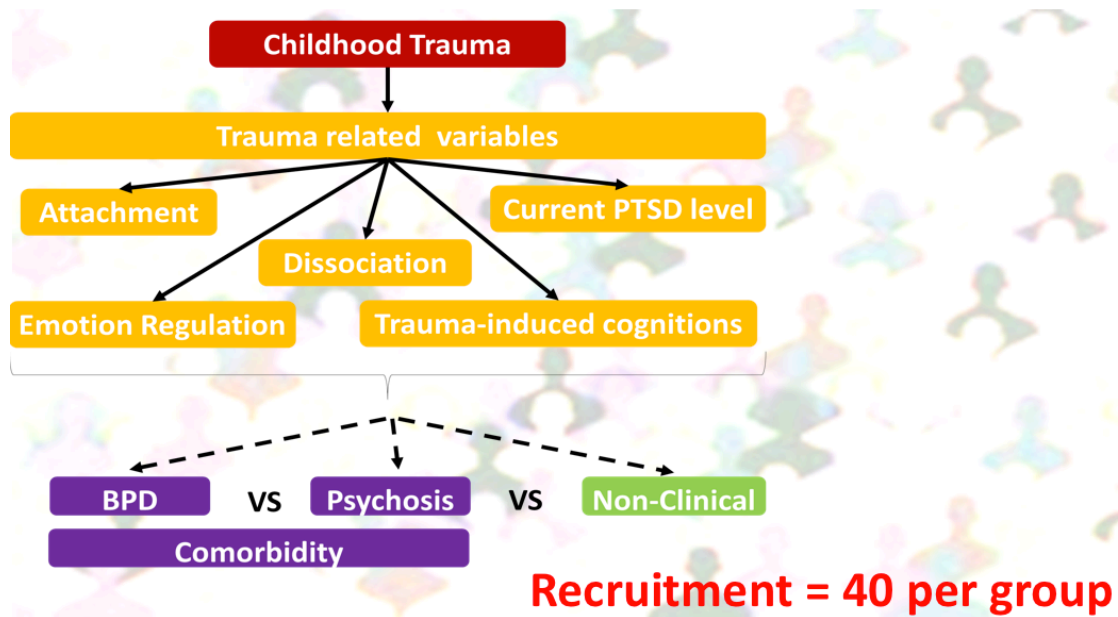 Childhood Trauma
Trauma related variables
Attachment
Current PTSD level
Dissociation
Emotion Regulation
Trauma-induced cognitions
BPD VS Psychosis VS Non-Clinical
Comorbidity
Recruitment = 40 per group